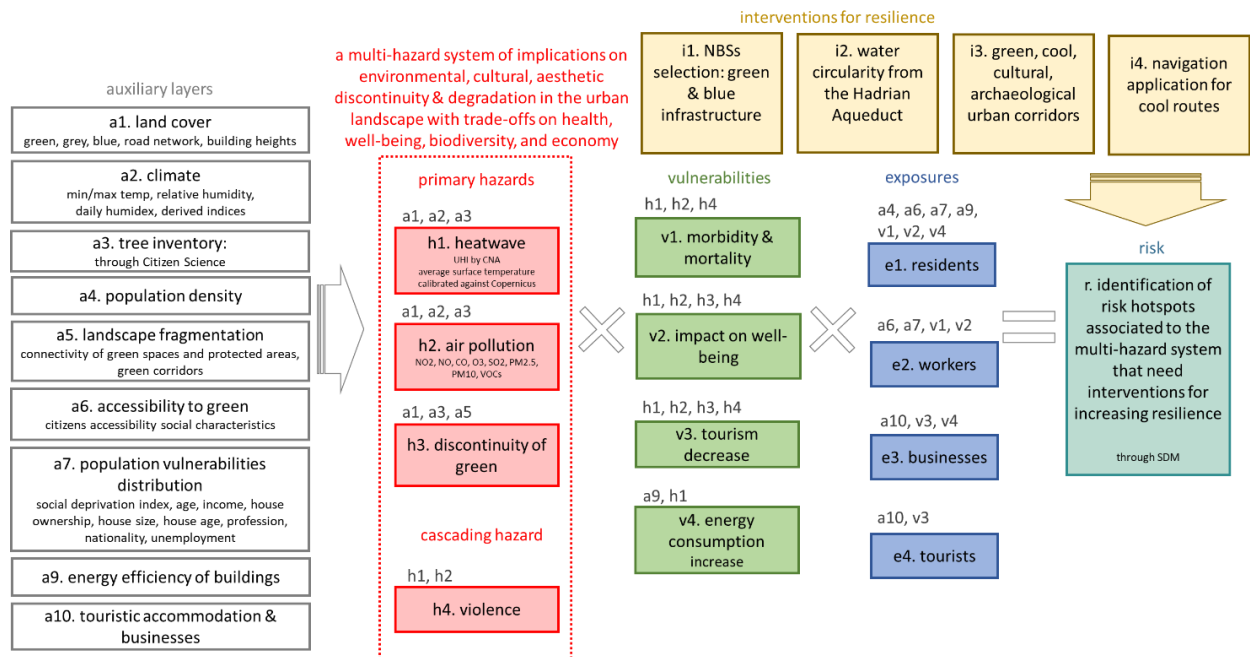 interventions for resilience
i1. NBSs
selection: green
& blue
infrastructure
i2. water
circularity from
the Hadrian
Aqueduct
i3. green, cool,
cultural,
archaeological
urban corridors
i4. navigation
application for
cool routes
a multi-hazard system of implications on
environmental, cultural, aesthetic
discontinuity & degradation in the urban
landscape with trade-offs on health,
well-being, biodiversity, and economy
auxiliary layers
a1. land cover
green, grey, blue, road network, building heights
a2. climate
min/max temp, relative humidity,
daily humidex, derived indices
a3. tree inventory:
through Citizen Science
a4. population density
a5. landscape fragmentation
connectivity of green spaces and protected areas,
green corridors
a6. accessibility to green
citizens accessibility social characteristics
a7. population vulnerabilities
distribution
social deprivation index, age, income, house
ownership, house size, house age, profession,
nationality, unemployment
a9. energy efficiency of buildings
a10. touristic accommodation &
businesses
primary hazards
a1, a2, a3
h1. heatwave
UHI by CNA
average surface temperature
calibrated against Copernicus
a1, a2, a3
h2. air pollution
NO2, NO, CO, O3, SO2, PM2.5,
PM10, VOCs
a1, a3, a5
h3. discontinuity of
green
cascading hazard
h1, h2
h4. violence
vulnerabilities
h1, h2, h4
v1. morbidity &
mortality
h1, h2, h3, h4
v2. impact on well-
being
h1, h2, h3, h4
v3. tourism
decrease
a9, h1
v4. energy
consumption
increase
exposures
a4, a6, a7, a9,
v1, v2, v4
e1. residents
a6, a7, v1, v2
e2. workers
a10, v3, v4
e3. businesses
a10, v3
e4. tourists
risk
r. identification of
risk hotspots
associated to the
multi-hazard system
that need
interventions for
increasing resilience
through SDM